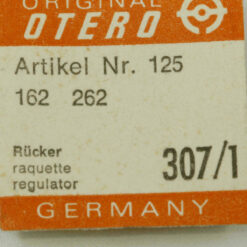 ORIGINAL
OTERO
Artikel Nr. 125
162 262
Rücker
raquette
regulator
307/1
GERMANY